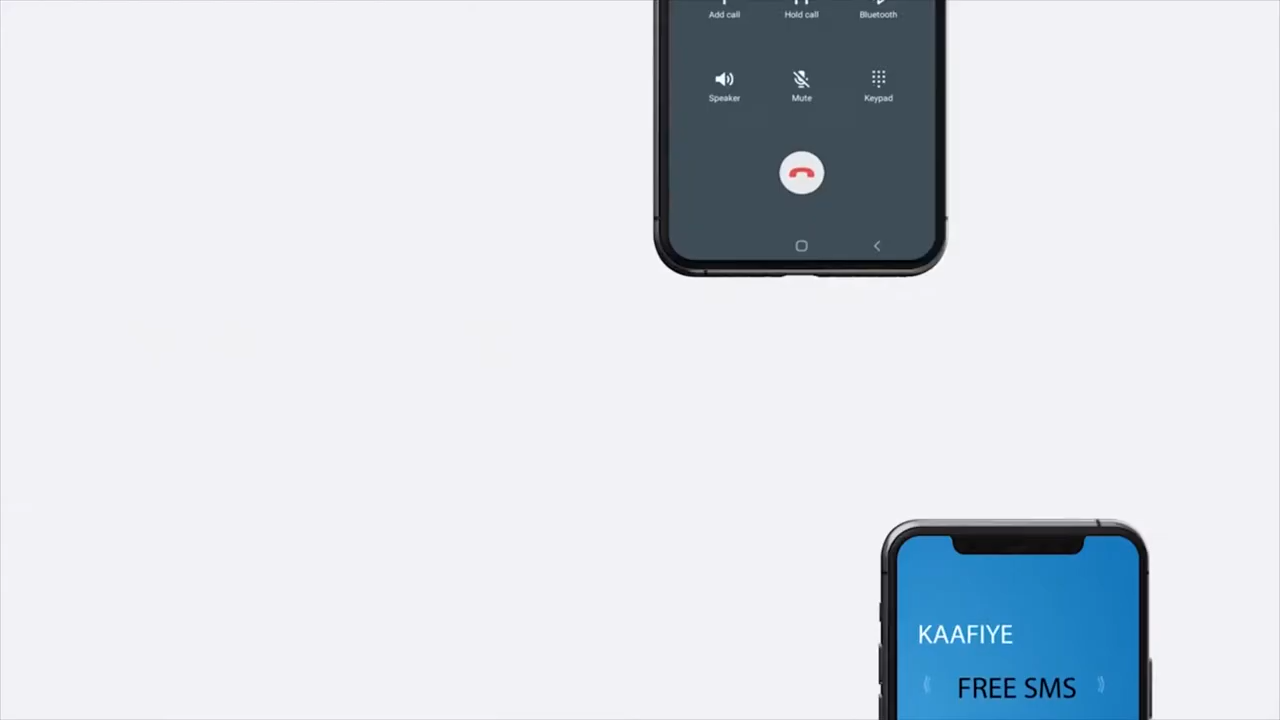 Add call Hold call Bluetooth
Speaker Mute Keypad
KAAFIYE
FREE SMS